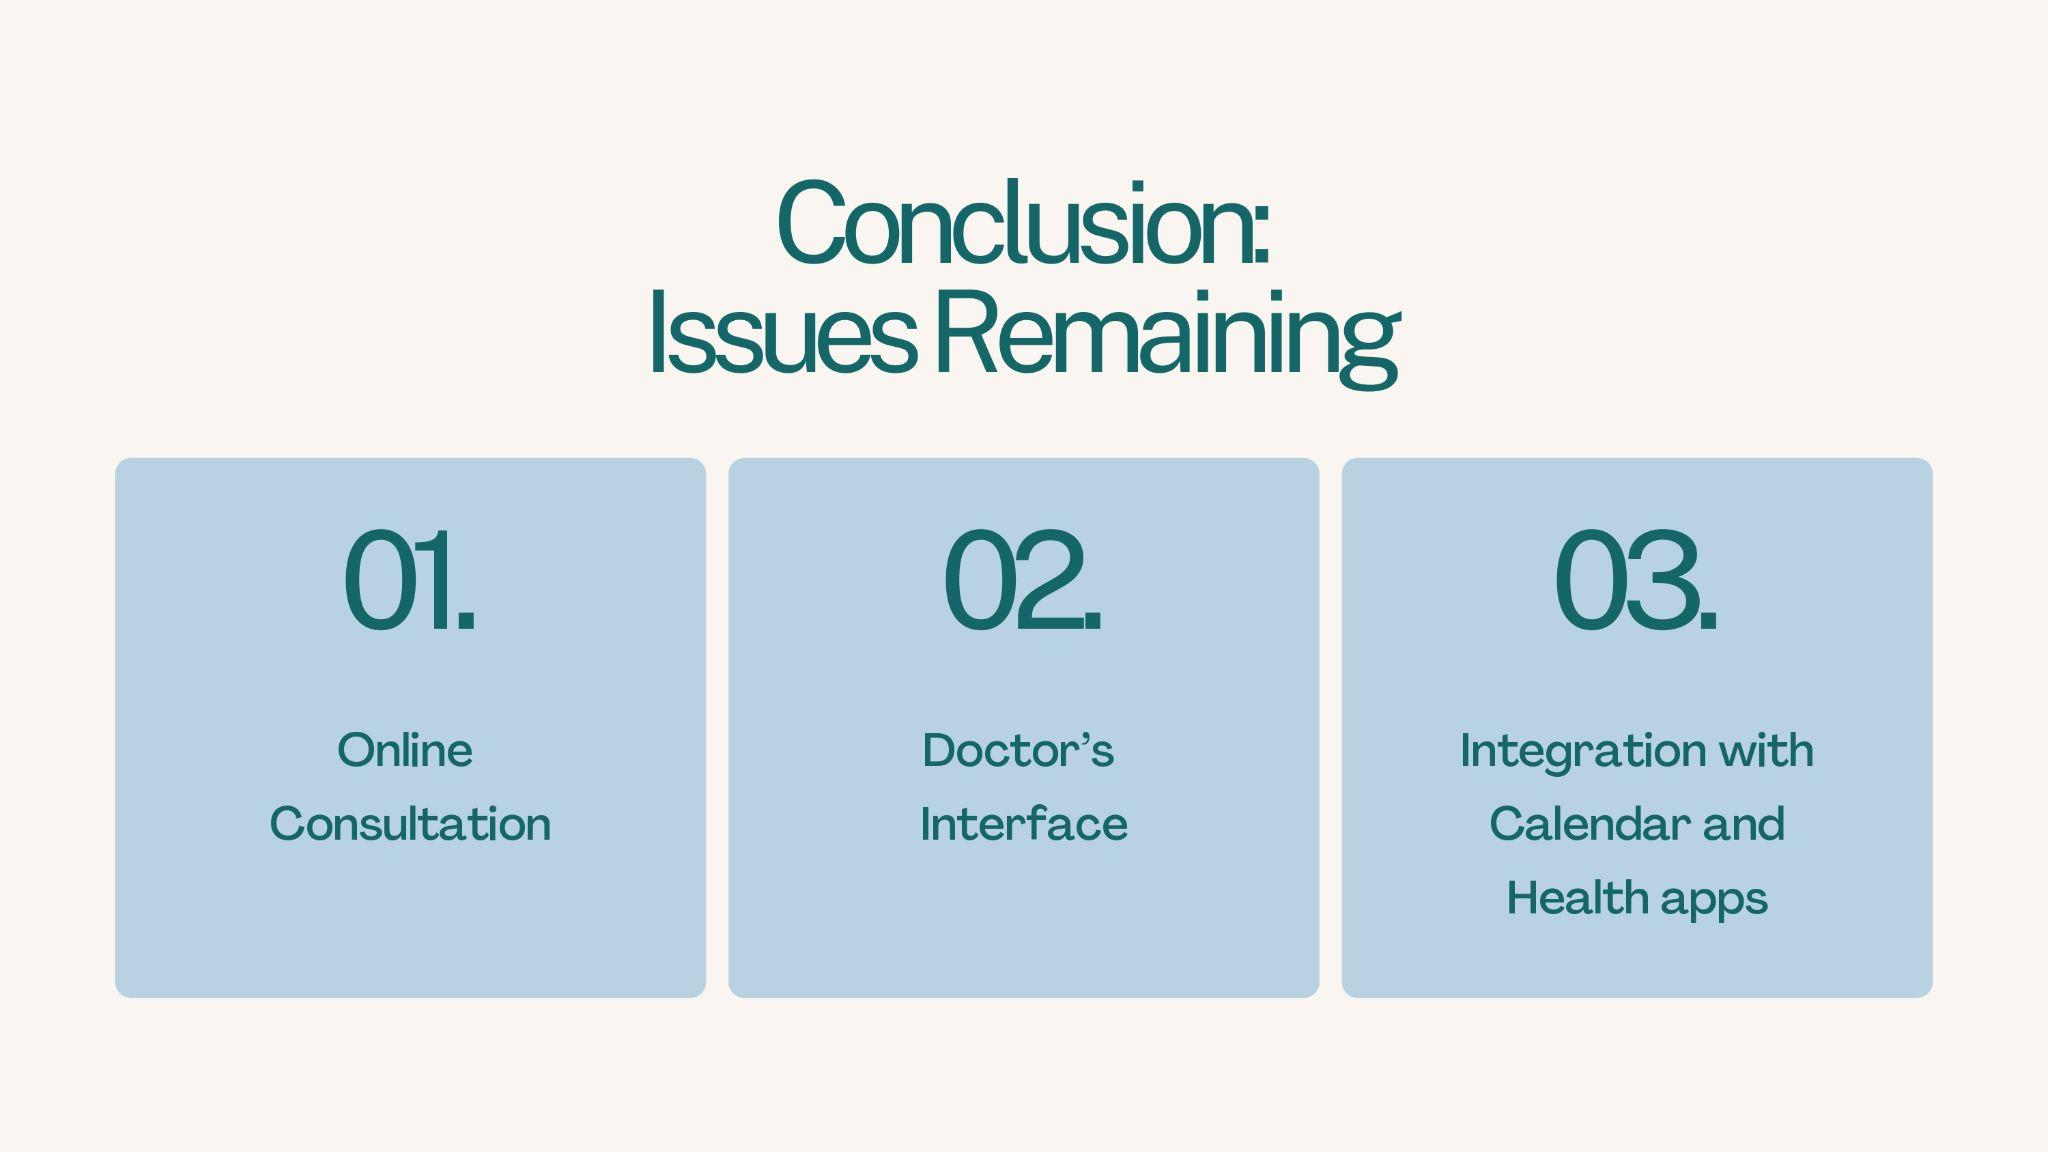 Conclusion:
Issues Remaining
01.
Online
Consultation
02.
Doctor’s
Interface
03.
Integration with
Calendar and
Health apps